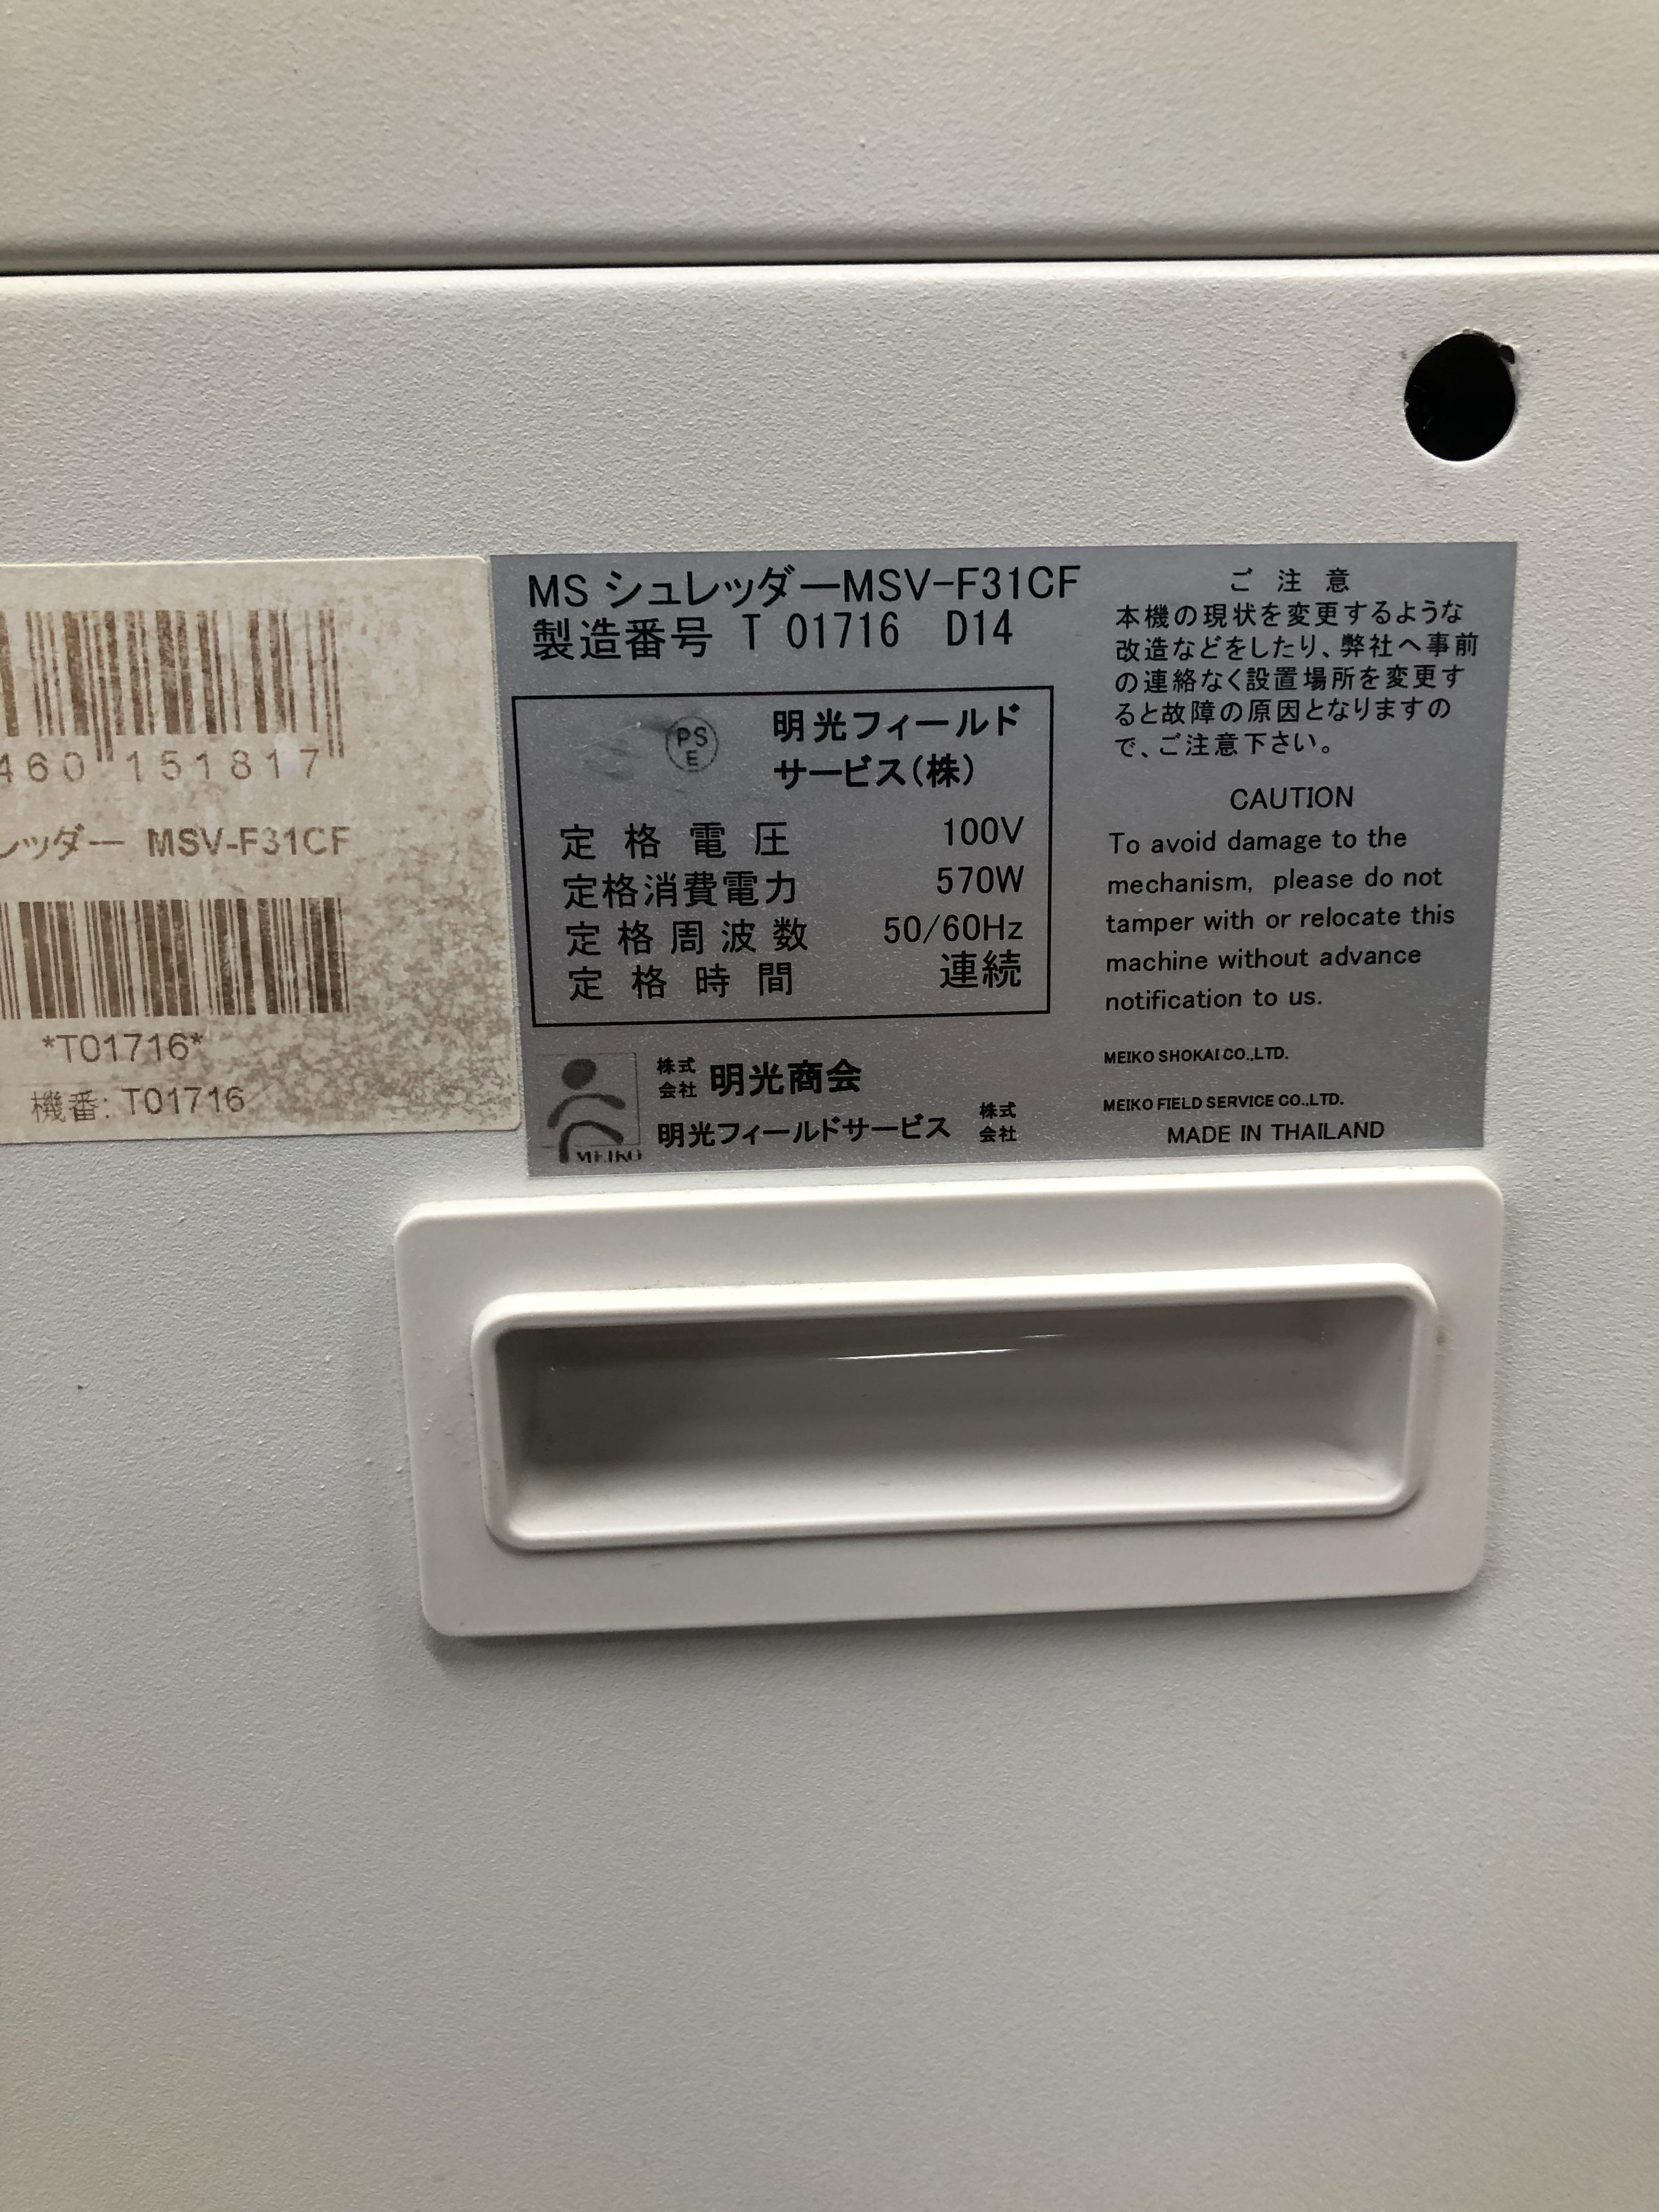 460 151817
レッダー MSV-F31CF
*T01716*
機番: T01716
MS シュレッダーMSV-F31CF
製造番号 T 01716 D14
PS
E
明光フィールド
サービス(株)
定格電圧 100V
定格消費電力 570W
定格周波数 50/60Hz
定格時間 連続
MEIKO
株式
会社 明光商会
明光フィールドサービス 株式
会社
ご注意
本機の現状を変更するような
改造などをしたり、弊社へ事前
の連絡なく設置場所を変更す
ると故障の原因となりますの
で、ご注意下さい。
CAUTION
To avoid damage to the
mechanism, please do not
tamper with or relocate this
machine without advance
notification to us.
MEIKO SHOKAI CO.,LTD.
MEIKO FIELD SERVICE CO.,LTD.
MADE IN THAILAND